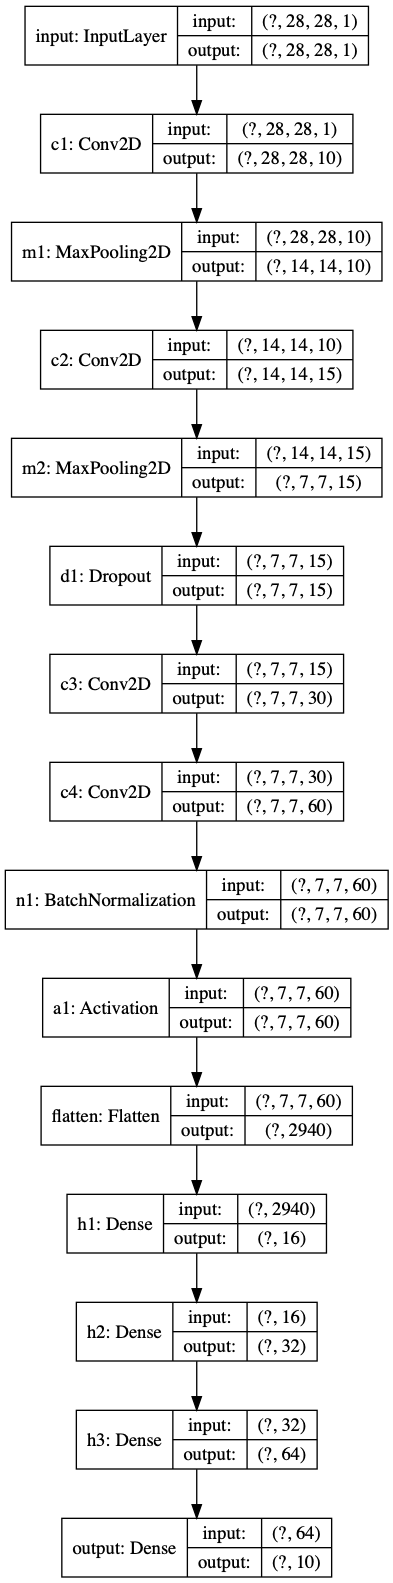 input: InputLayer
input: (?, 28, 28, 1)
output: (?, 28, 28, 1)
c1: Conv2D
input: (?, 28, 28, 1)
output: (?, 28, 28, 10)
m1: MaxPooling2D
input: (?, 28, 28, 10)
output: (?, 14, 14, 10)
c2: Conv2D
input: (?, 14, 14, 10)
output: (?, 14, 14, 15)
m2: MaxPooling2D
input: (?, 14, 14, 15)
output: (?, 7, 7, 15)
d1: Dropout
input: (?, 7, 7, 15)
output: (?, 7, 7, 15)
c3: Conv2D
input: (?, 7, 7, 15)
output: (?, 7, 7, 30)
c4: Conv2D
input: (?, 7, 7, 30)
output: (?, 7, 7, 60)
n1: BatchNormalization
input: (?, 7, 7, 60)
output: (?, 7, 7, 60)
a1: Activation
input: (?, 7, 7, 60)
output: (?, 7, 7, 60)
flatten: Flatten
input: (?, 7, 7, 60)
output: (?, 2940)
h1: Dense
input: (?, 2940)
output: (?, 16)
h2: Dense
input: (?, 16)
output: (?, 32)
h3: Dense
input: (?, 32)
output: (?, 64)
output: Dense
input: (?, 64)
output: (?, 10)